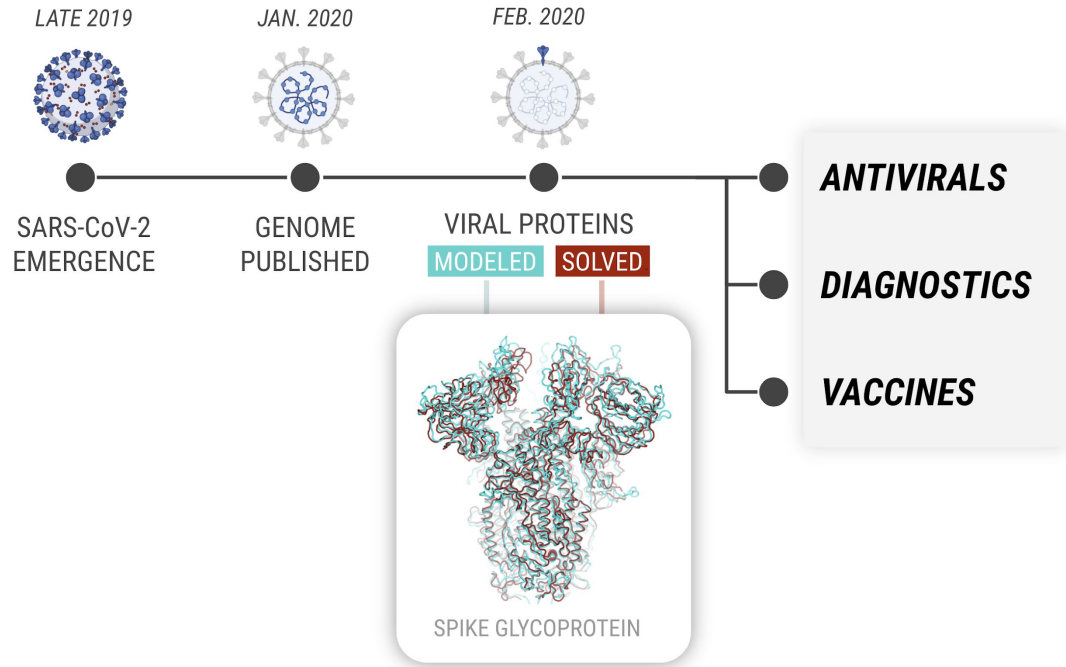 LATE 2019
JAN. 2020
FEB. 2020
SARS-CoV-2
EMERGENCE
GENOME
PUBLISHED
VIRAL PROTEINS
MODELED SOLVED
SPIKE GLYCOPROTEIN
ANTIVIRALS
DIAGNOSTICS
VACCINES